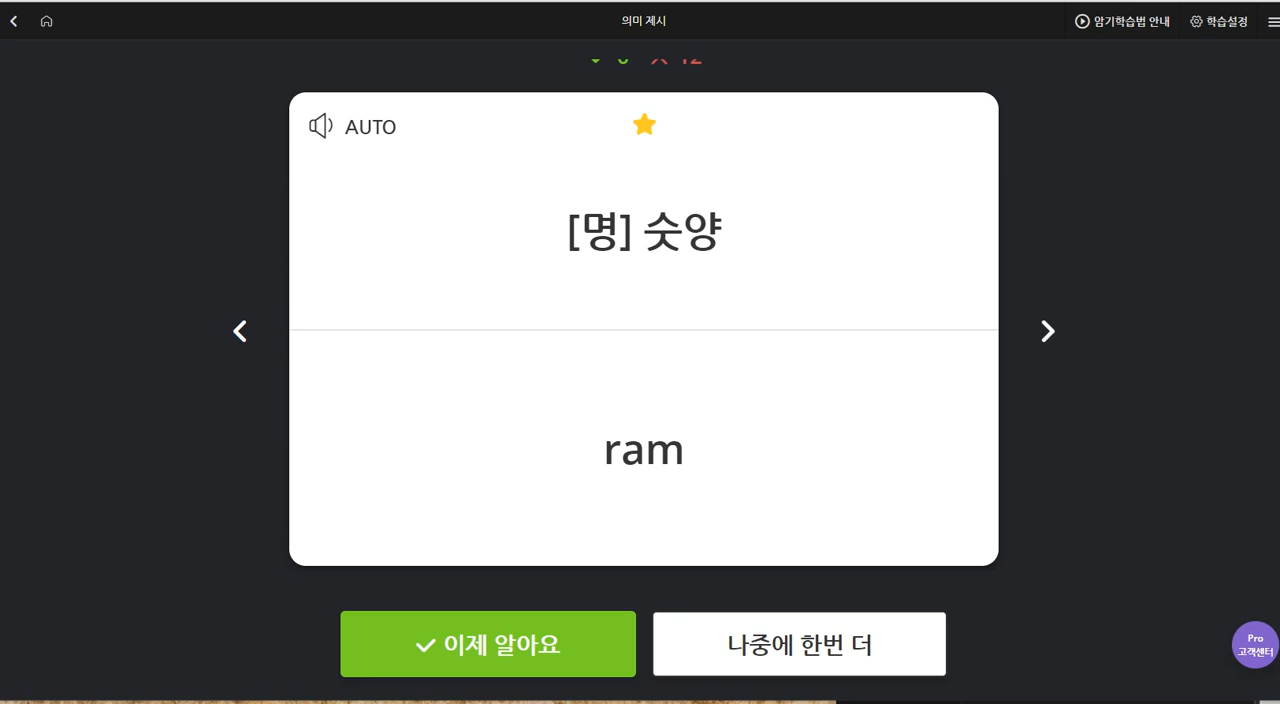 의미 제시
암기학습법 안내
학습설정
AUTO
[명] 숫양
ram
이제 알아요
나중에 한번 더
Pro
고객센터